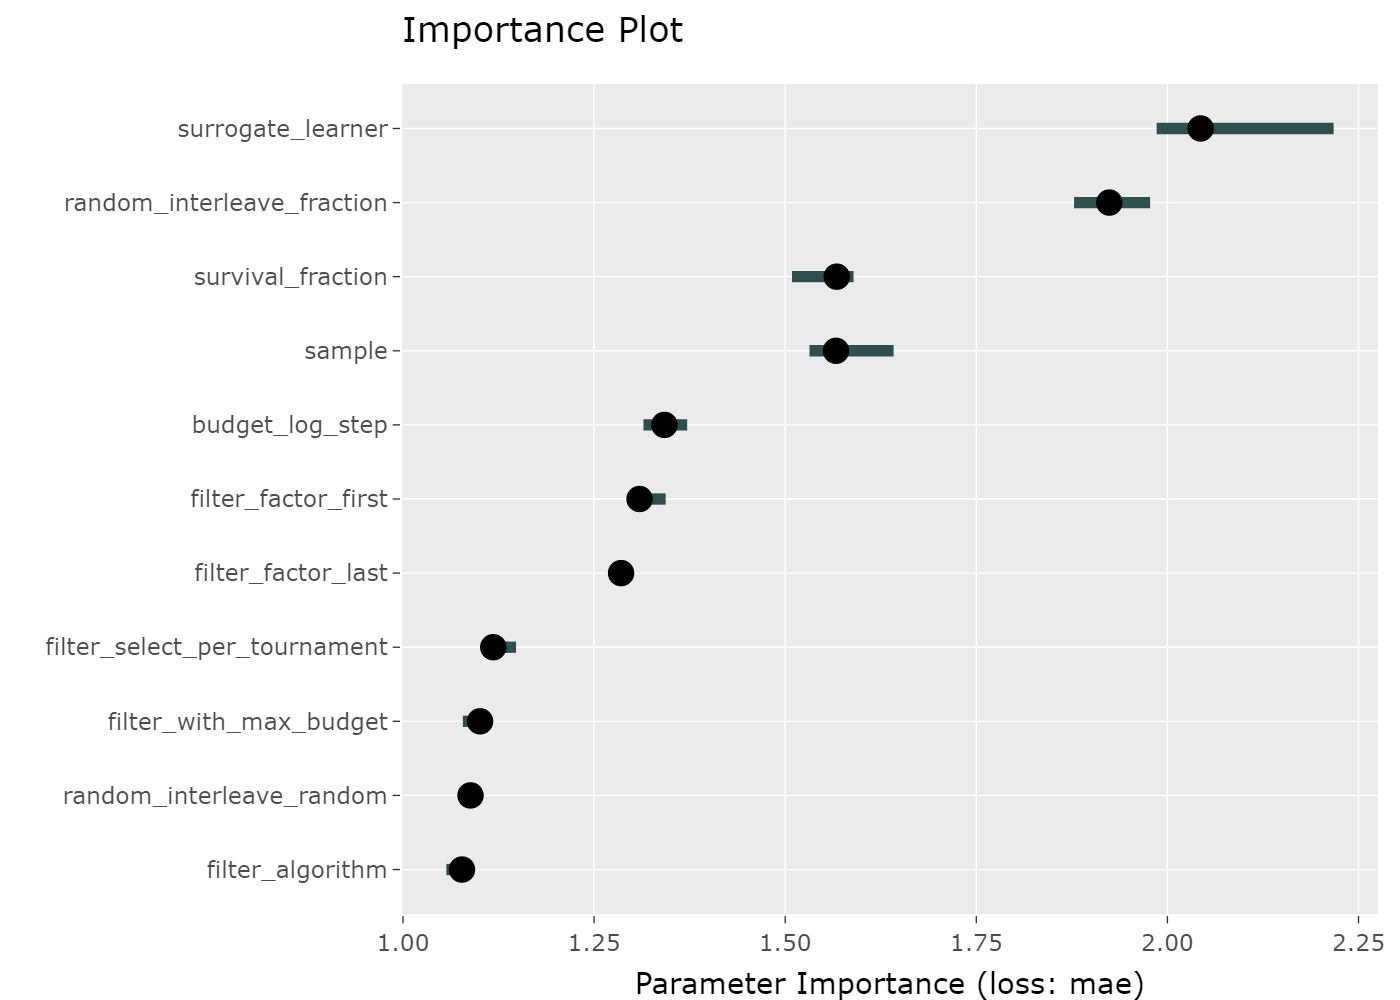 Importance Plot
surrogate_learner
random_interleave_fraction
survival_fraction
sample
budget_log_step
filter_factor_first
filter_factor_last
filter_select_per_tournament
filter_with_max_budget
random_interleave_random
filter_algorithm
1.00 1.25 1.50 1.75 2.00 2.25
Parameter Importance (loss: mae)